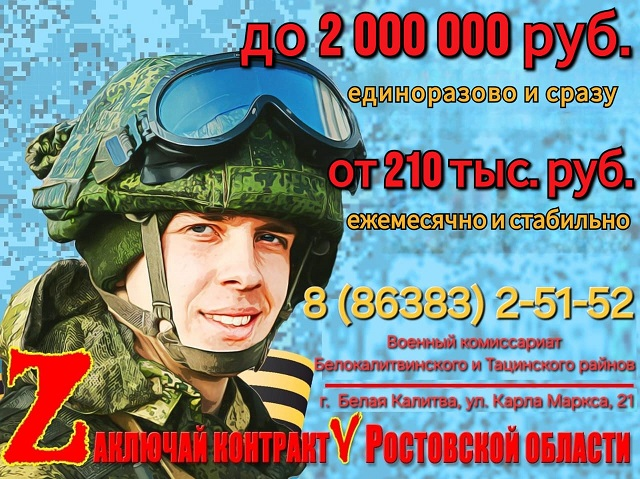 до 2 000 000 руб.
единоразово и сразу
от 210 тыс. руб.
ежемесячно и стабильно
8 (86383) 2-51-52
Военный комиссариат
Белокалитвинского и Тацинского райнов
г. Белая Калитва, ул. Карла Маркса, 21
Zаключай контракт V Ростовской области